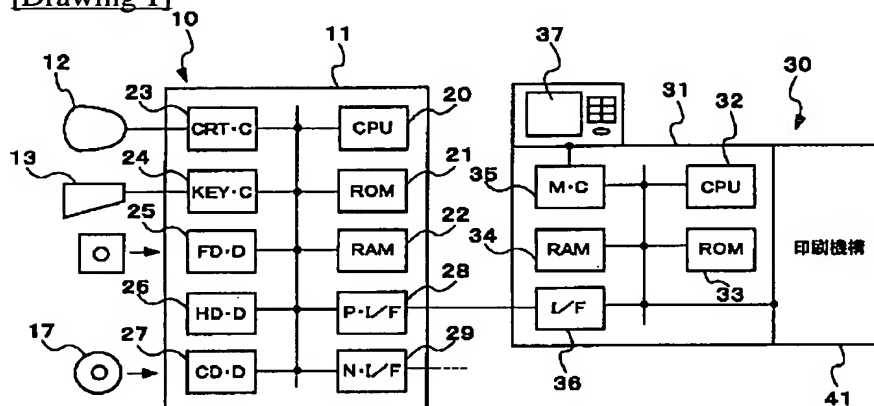 [Drawing 1]
10
11
12
23
CRT·C
CPU
20
13
24
KEY·C
ROM
21
25
FD·D
RAM
22
26
HD·D
P·I/F
28
17
27
CD·D
N·I/F
29
37
30
31
32
35
M·C
CPU
34
RAM
ROM
33
I/F
36
印刷機構
41